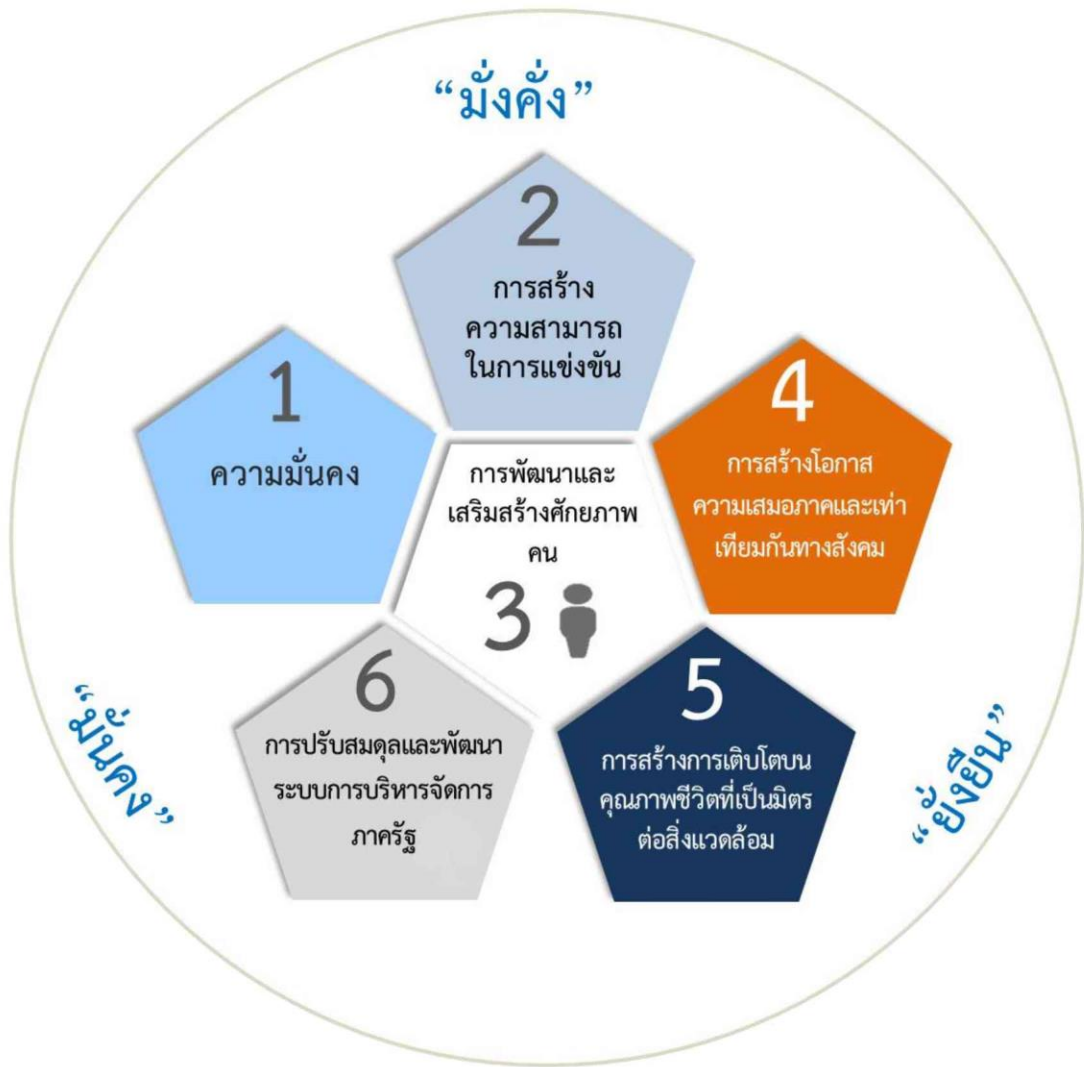 “มั่งคั่ง”
2
การสร้าง
ความสามารถ
ในการแข่งขัน
1
ความมั่นคง
4
การสร้างโอกาส
ความเสมอภาคและเท่า
เทียมกันทางสังคม
การพัฒนาและ
เสริมสร้างศักยภาพ
คน
3
6
การปรับสมดุลและพัฒนา
ระบบการบริหารจัดการ
ภาครัฐ
5
การสร้างการเติบโตบน
คุณภาพชีวิตที่เป็นมิตร
ต่อสิ่งแวดล้อม
“มั่นคง”
“ยั่งยืน”